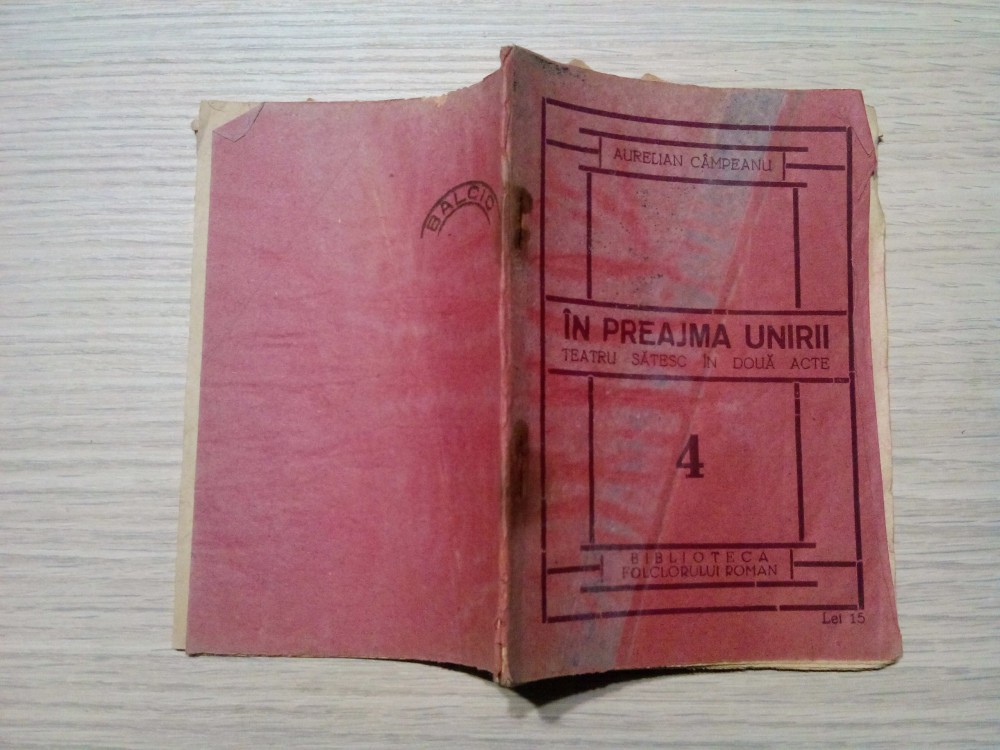 BALCIC
AURELIAN CÂMPEANU
ÎN PREAJMA UNIRII
TEATRU SĂTESC ÎN DOUĂ ACTE
4
BIBLIOTECA
FOLCLORULUI ROMAN
Lei 15